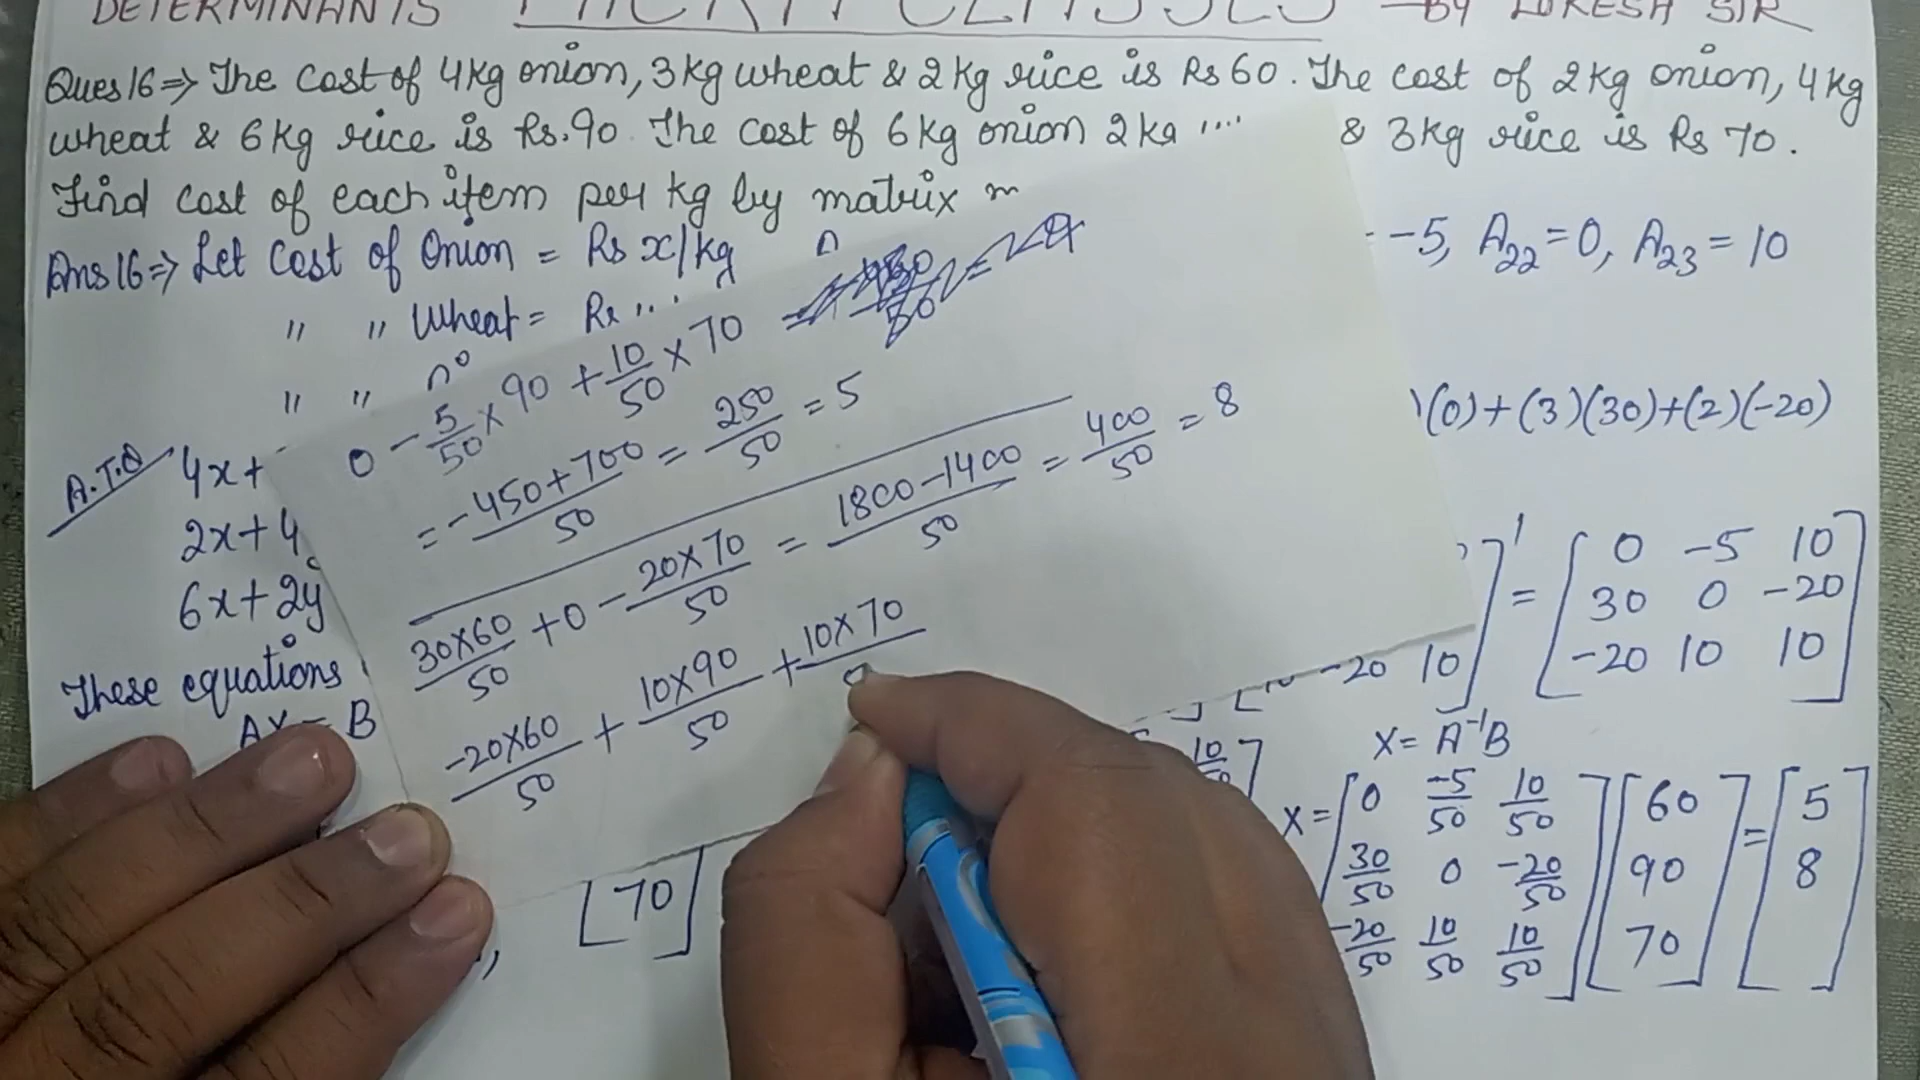 DETERMINANTS — BY LOKESH SIR
Ques 16⇒ The Cost of 4kg onion, 3kg wheat & 2kg rice is Rs 60. The cost of 2kg onion, 4kg
wheat & 6kg rice is Rs.90. The cost of 6kg onion 2kg & 3kg rice is Rs 70.
Find cost of each item per kg by matrix
Ans 16⇒ Let Cost of Onion = Rs x/kg
" " Wheat = Rs
" "
A.T.Q 4x+
2x+4y
6x+2y
These equations
AX = B
[70]
0 - 5/50 × 90 + 10/50 × 70
= -450+700/50 = 250/50 = 5
30×60/50 + 0 - 20×70/50 = 1800-1400/50 = 400/50 = 8
-20×60/50 + 10×90/50 + 10×70
-5, A22 = 0, A23 = 10
)(0)+(3)(30)+(2)(-20)
-20 10]' = [0 -5 10
30 0 -20
-20 10 10]
10/50]
X = A⁻¹B
X = [0 -5/50 10/50] [60] = [5]
[30/50 0 -20/50] [90] [8]
[-20/50 10/50 10/50] [70]